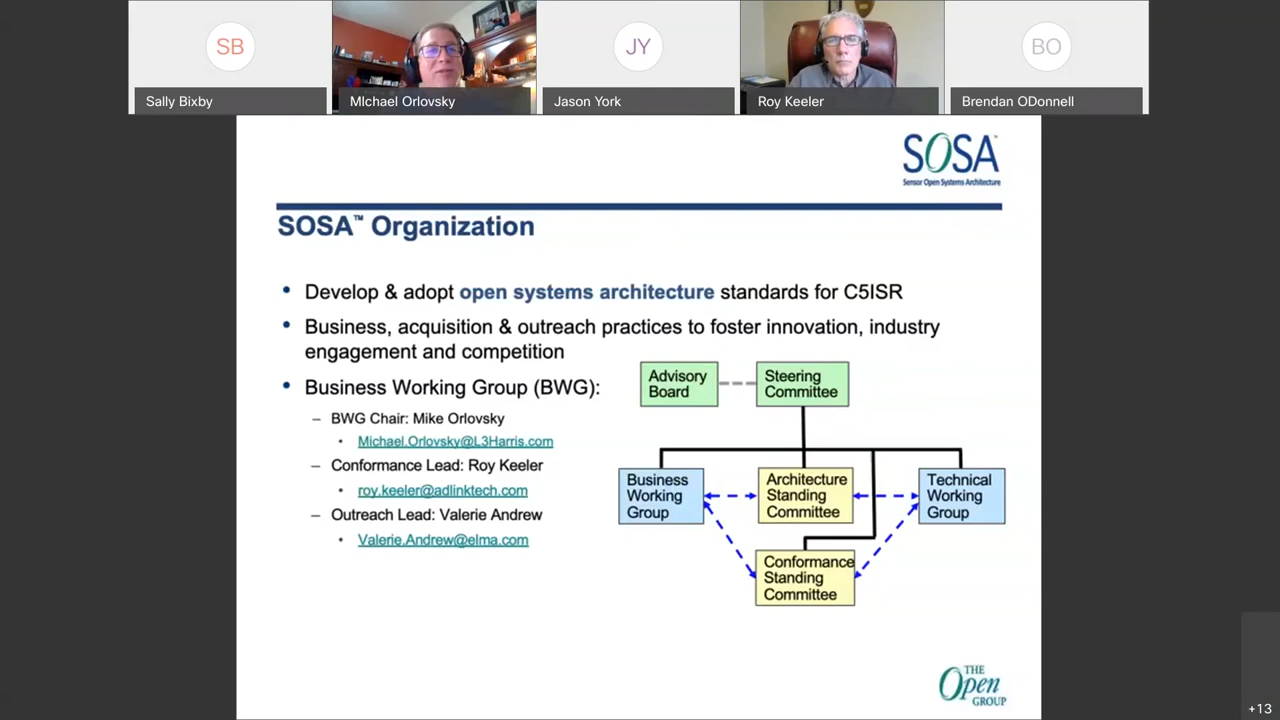 SB
JY
BO
Sally Bixby
MIchael Orlovsky
Jason York
Roy Keeler
Brendan ODonnell
SOSA™
Sensor Open Systems Architecture
SOSA™ Organization
• Develop & adopt open systems architecture standards for C5ISR
• Business, acquisition & outreach practices to foster innovation, industry
engagement and competition
• Business Working Group (BWG):
– BWG Chair: Mike Orlovsky
• Michael.Orlovsky@L3Harris.com
– Conformance Lead: Roy Keeler
• roy.keeler@adlinktech.com
– Outreach Lead: Valerie Andrew
• Valerie.Andrew@elma.com
Advisory
Board
Steering
Committee
Business
Working
Group
Architecture
Standing
Committee
Technical
Working
Group
Conformance
Standing
Committee
THE
Open
GROUP
+13